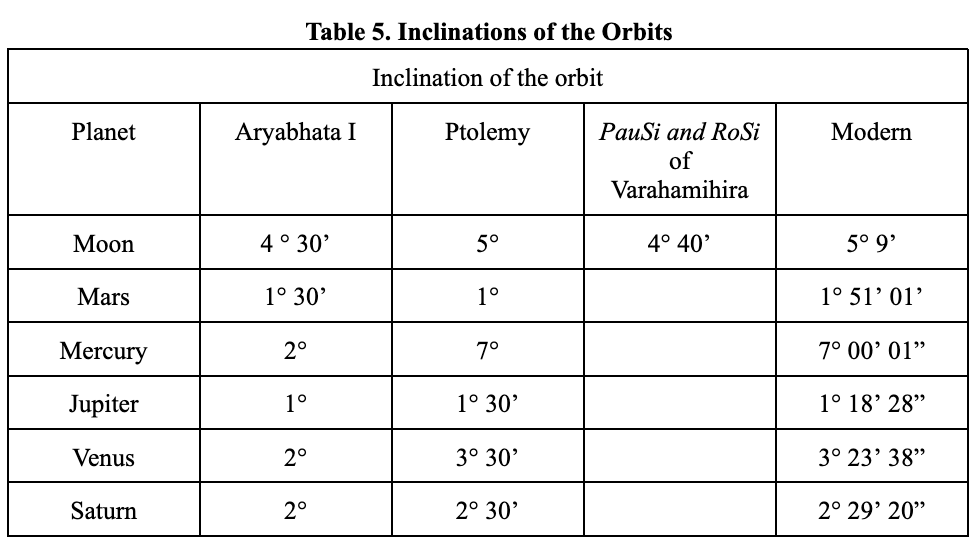 Table 5. Inclinations of the Orbits
Inclination of the orbit
Planet Aryabhata I Ptolemy PauSi and RoSi of Varahamihira Modern
Moon 4 ° 30’ 5° 4° 40’ 5° 9’
Mars 1° 30’ 1° 1° 51’ 01’
Mercury 2° 7° 7° 00’ 01”
Jupiter 1° 1° 30’ 1° 18’ 28”
Venus 2° 3° 30’ 3° 23’ 38”
Saturn 2° 2° 30’ 2° 29’ 20”